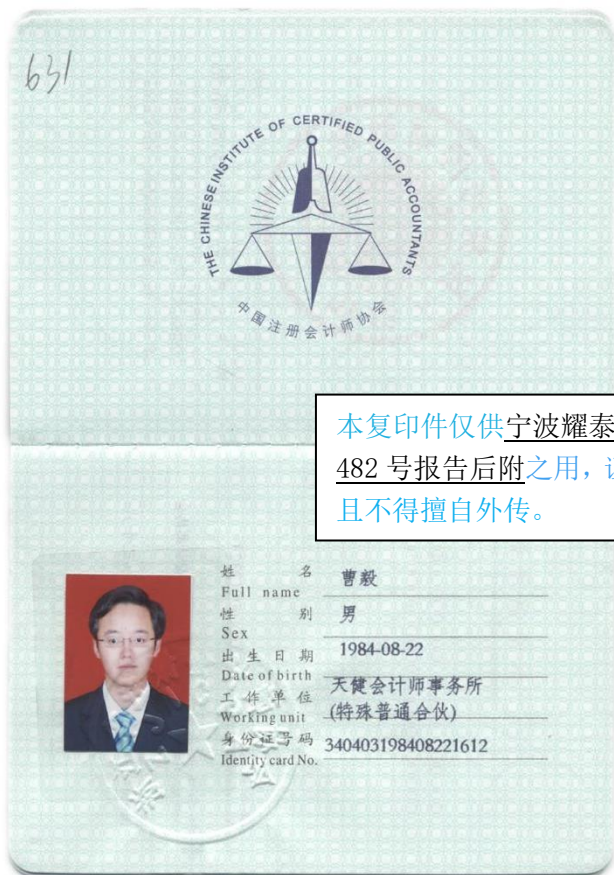 631
THE CHINESE INSTITUTE OF CERTIFIED PUBLIC ACCOUNTANTS
中国注册会计师协会
本复印件仅供宁波耀泰
482 号报告后附之用,
且不得擅自外传。
姓 名 曹毅
Full name
性 别 男
Sex
出生日期 1984-08-22
Date of birth
工作单位 天健会计师事务所
Working unit (特殊普通合伙)
身份证号码 340403198408221612
Identity card No.